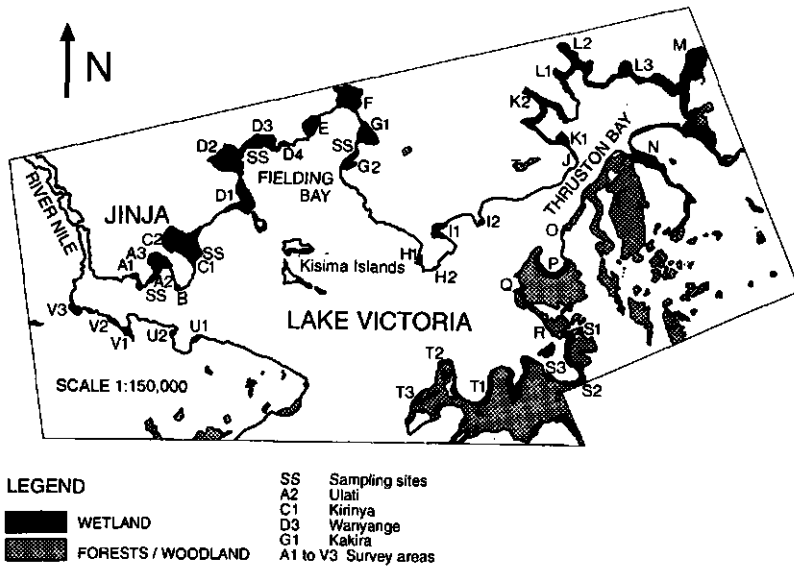 N
L2
M
L1
L3
K2
F
D3
E
G1
K1
D2
SS
D4
SS
J
N
G2
FIELDING
BAY
THRUSTON BAY
RIVER NILE
D1
JINJA
C2
I1
I2
O
A3
SS
H1
A1
C1
Kisima Islands
H2
P
A2
SS
B
Q
V3
LAKE VICTORIA
V2
V1
U2
U1
R
S1
S3
T2
SCALE 1:150,000
T3
T1
S2
LEGEND
WETLAND
FORESTS / WOODLAND
SS Sampling sites
A2 Ulati
C1 Kirinya
D3 Wanyange
G1 Kakira
A1 to V3 Survey areas